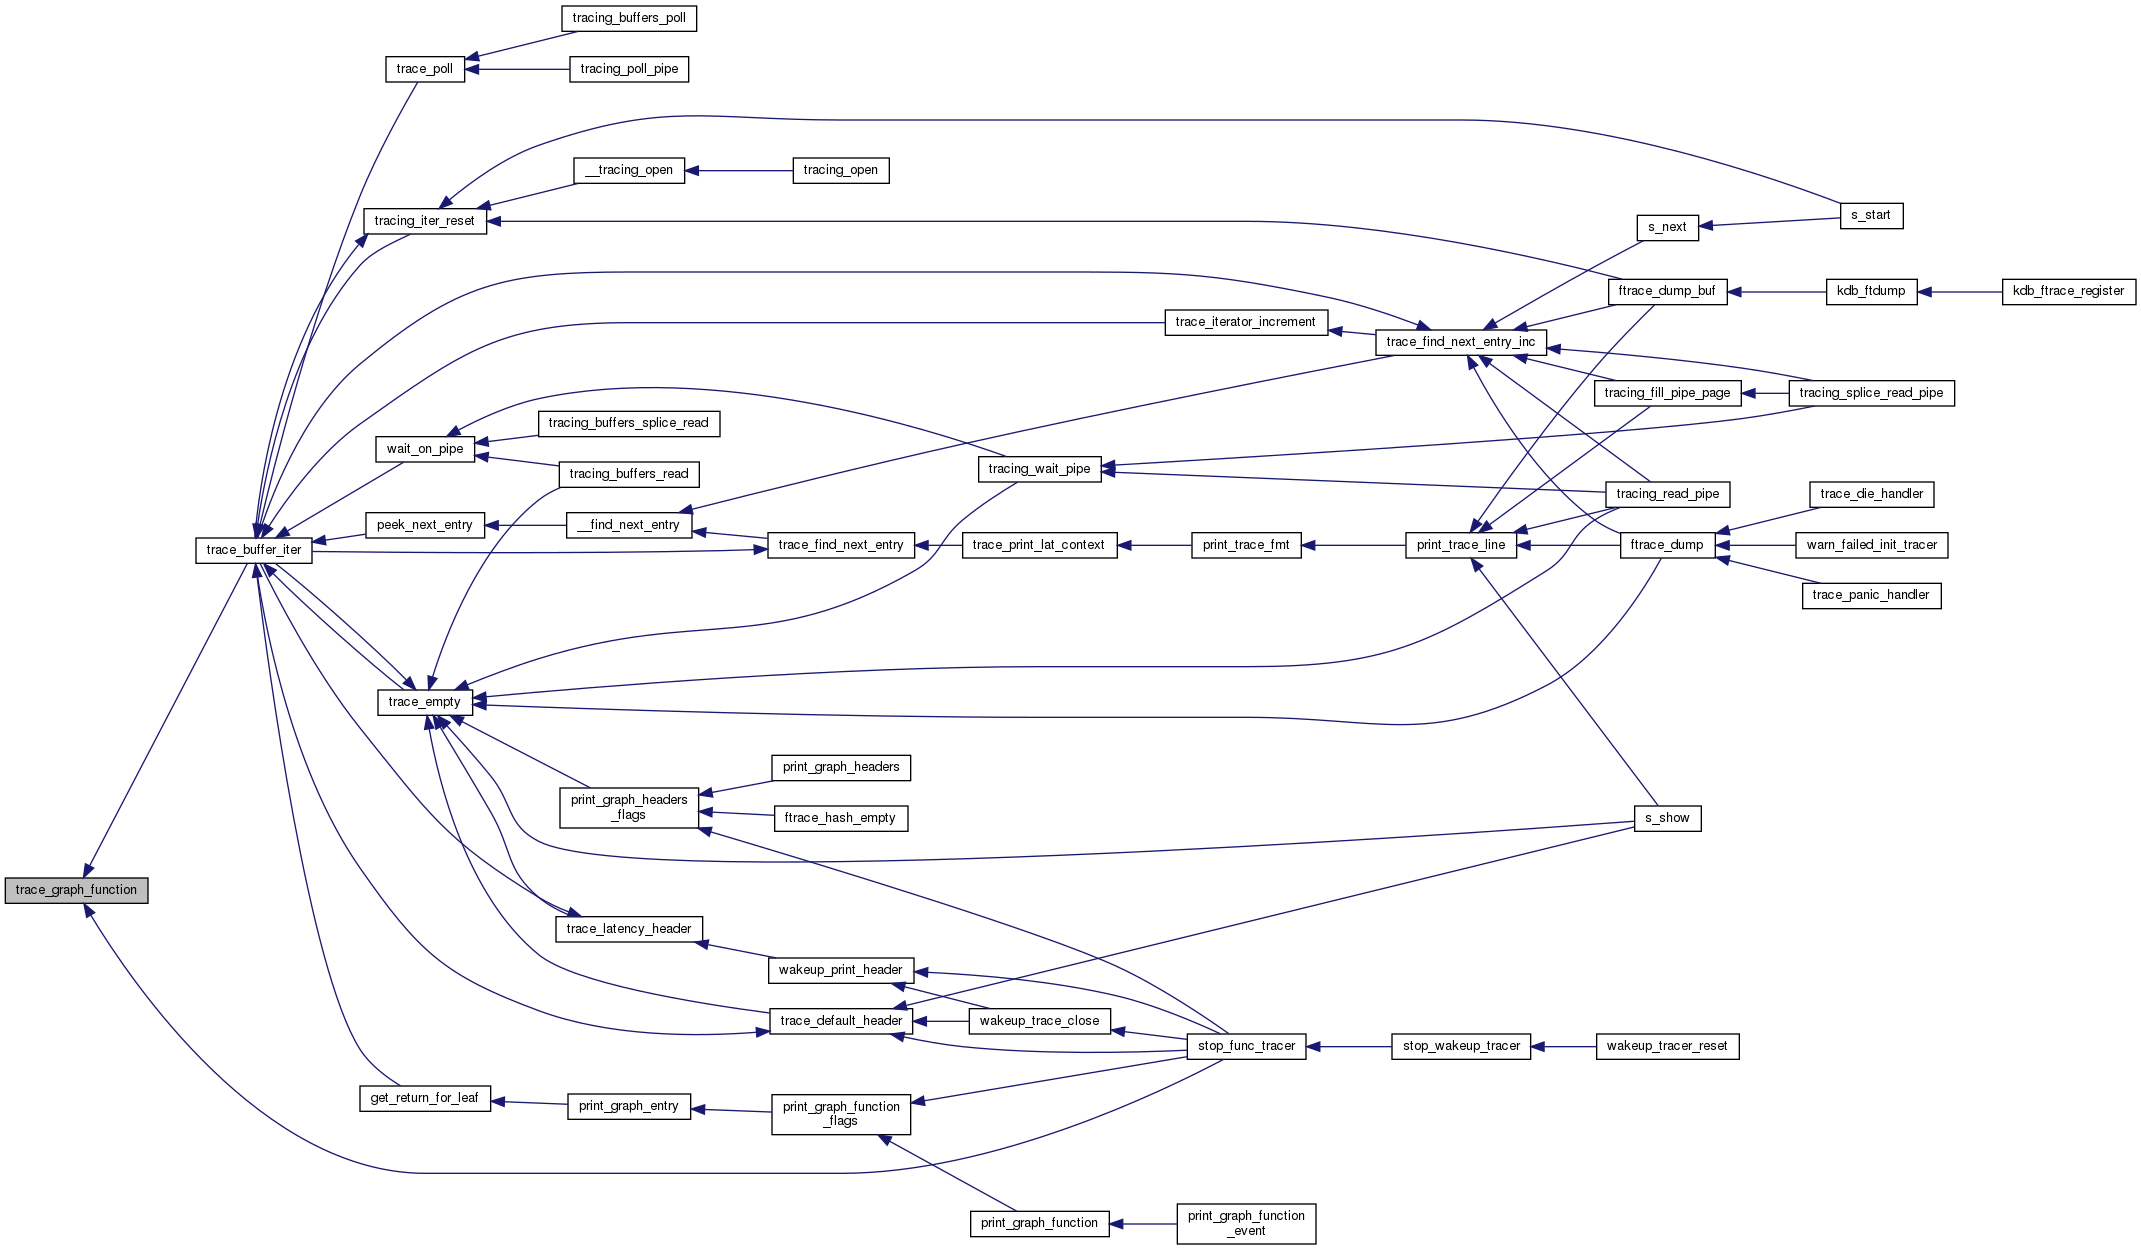 tracing_buffers_poll
trace_poll
tracing_poll_pipe
__tracing_open
tracing_open
tracing_iter_reset
s_start
s_next
ftrace_dump_buf
kdb_ftdump
kdb_ftrace_register
trace_iterator_increment
trace_find_next_entry_inc
tracing_fill_pipe_page
tracing_splice_read_pipe
tracing_buffers_splice_read
wait_on_pipe
tracing_buffers_read
tracing_wait_pipe
tracing_read_pipe
trace_die_handler
peek_next_entry
__find_next_entry
trace_buffer_iter
trace_find_next_entry
trace_print_lat_context
print_trace_fmt
print_trace_line
ftrace_dump
warn_failed_init_tracer
trace_panic_handler
trace_empty
print_graph_headers
print_graph_headers
_flags
ftrace_hash_empty
s_show
trace_graph_function
trace_latency_header
wakeup_print_header
trace_default_header
wakeup_trace_close
stop_func_tracer
stop_wakeup_tracer
wakeup_tracer_reset
get_return_for_leaf
print_graph_entry
print_graph_function
_flags
print_graph_function
print_graph_function
_event